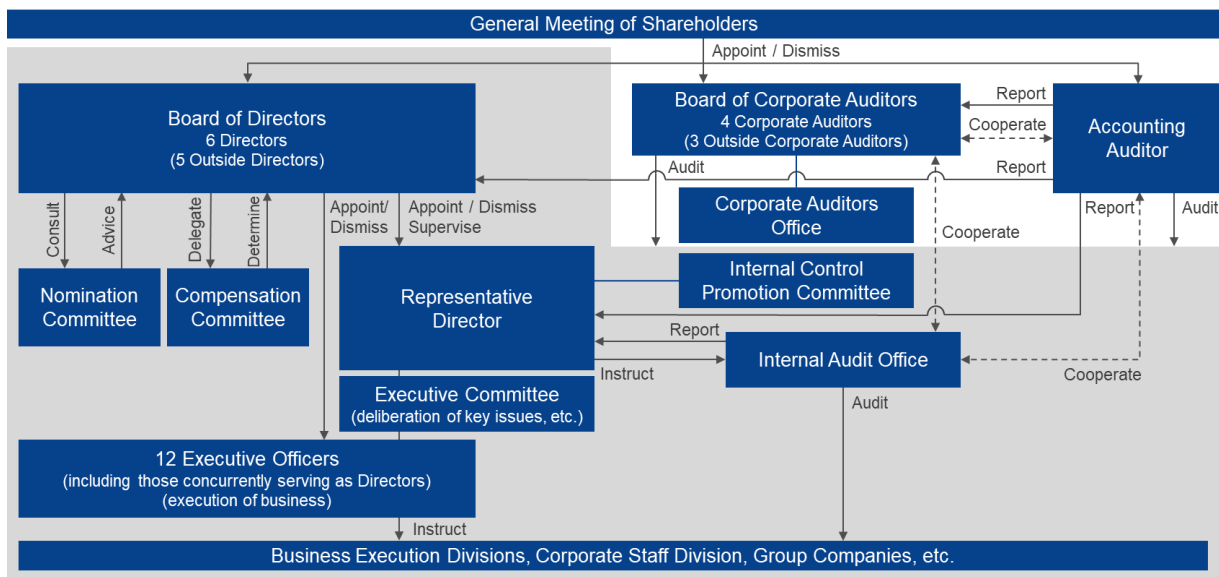 General Meeting of Shareholders
Appoint / Dismiss
Board of Directors
6 Directors
(5 Outside Directors)
Board of Corporate Auditors
4 Corporate Auditors
(3 Outside Corporate Auditors)
Report
Cooperate
Accounting
Auditor
Audit
Report
Consult
Advice
Delegate
Determine
Appoint/
Dismiss
Appoint / Dismiss
Supervise
Corporate Auditors
Office
Cooperate
Report
Audit
Nomination
Committee
Compensation
Committee
Representative
Director
Internal Control
Promotion Committee
Report
Instruct
Internal Audit Office
Cooperate
Executive Committee
(deliberation of key issues, etc.)
Audit
12 Executive Officers
(including those concurrently serving as Directors)
(execution of business)
Instruct
Business Execution Divisions, Corporate Staff Division, Group Companies, etc.